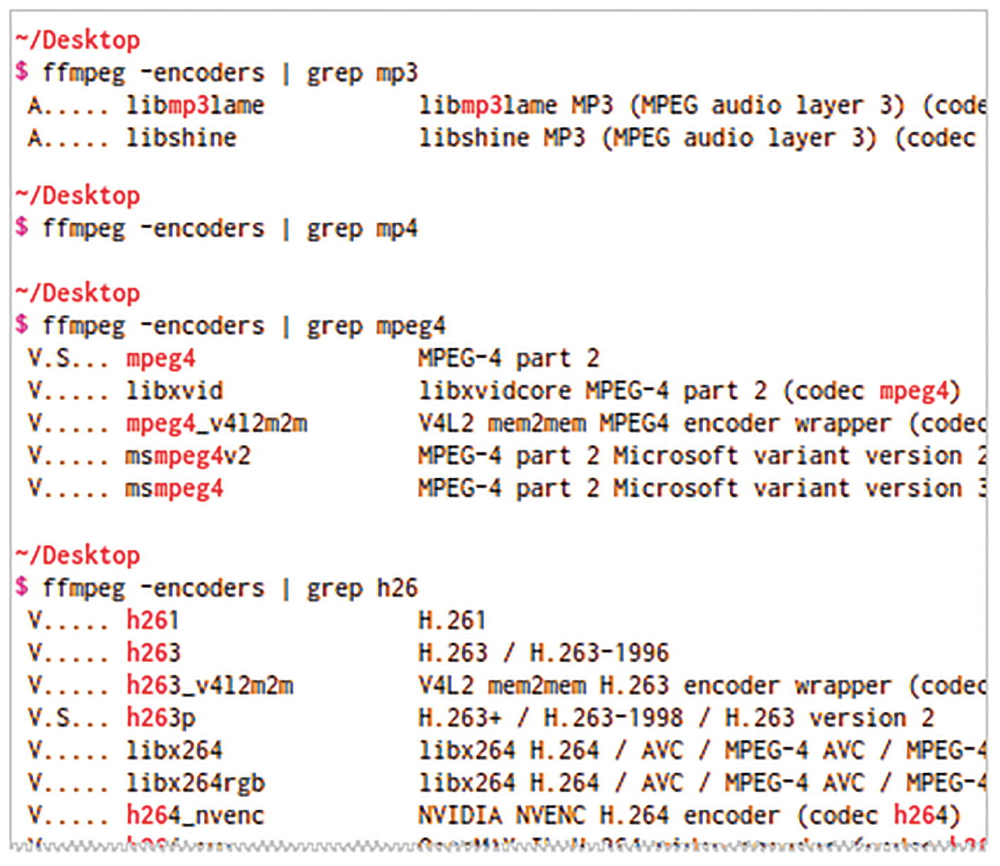 ~/Desktop
$ ffmpeg -encoders | grep mp3
A..... libmp3lame libmp3lame MP3 (MPEG audio layer 3) (code
A..... libshine libshine MP3 (MPEG audio layer 3) (codec
~/Desktop
$ ffmpeg -encoders | grep mp4
~/Desktop
$ ffmpeg -encoders | grep mpeg4
V.S... mpeg4 MPEG-4 part 2
V..... libxvid libxvidcore MPEG-4 part 2 (codec mpeg4)
V..... mpeg4_v4l2m2m V4L2 mem2mem MPEG4 encoder wrapper (codec
V..... msmpeg4v2 MPEG-4 part 2 Microsoft variant version 2
V..... msmpeg4 MPEG-4 part 2 Microsoft variant version 3
~/Desktop
$ ffmpeg -encoders | grep h26
V..... h261 H.261
V..... h263 H.263 / H.263-1996
V..... h263_v4l2m2m V4L2 mem2mem H.263 encoder wrapper (codec
V.S... h263p H.263+ / H.263-1998 / H.263 version 2
V..... libx264 libx264 H.264 / AVC / MPEG-4 AVC / MPEG-4
V..... libx264rgb libx264 H.264 / AVC / MPEG-4 AVC / MPEG-4
V..... h264_nvenc NVIDIA NVENC H.264 encoder (codec h264)